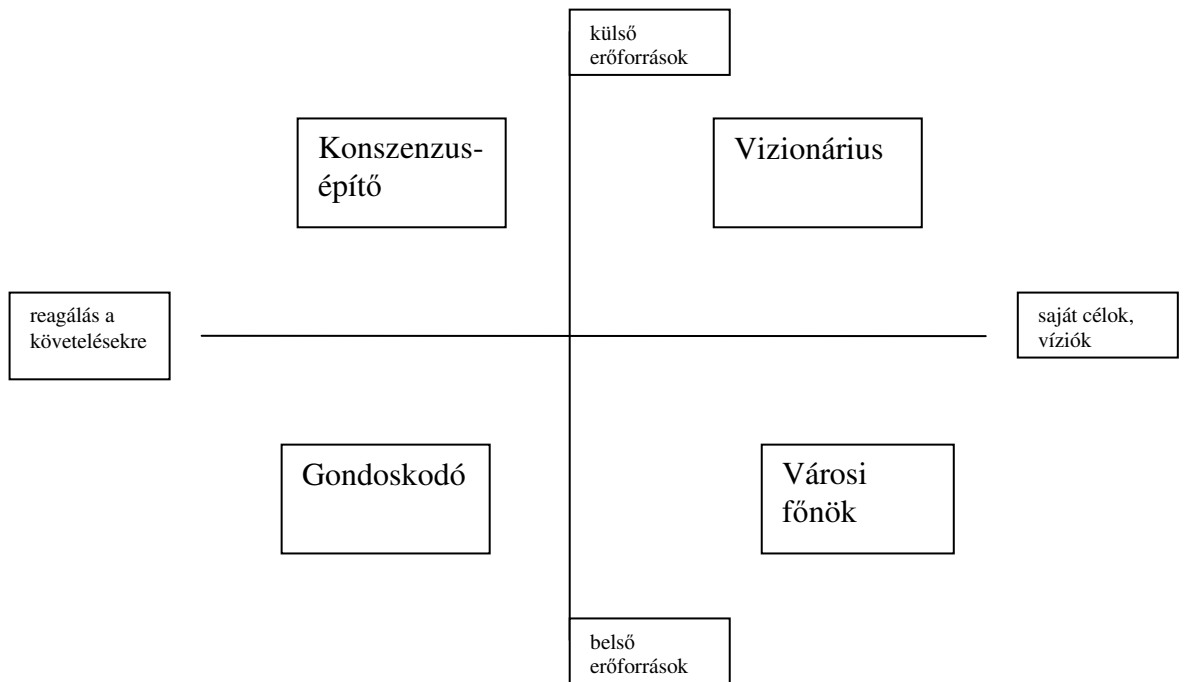 külső
erőforrások
Konszenzus-
építő
Vizionárius
reagálás a
követelésekre
saját célok,
víziók
Gondoskodó
Városi
főnök
belső
erőforrások